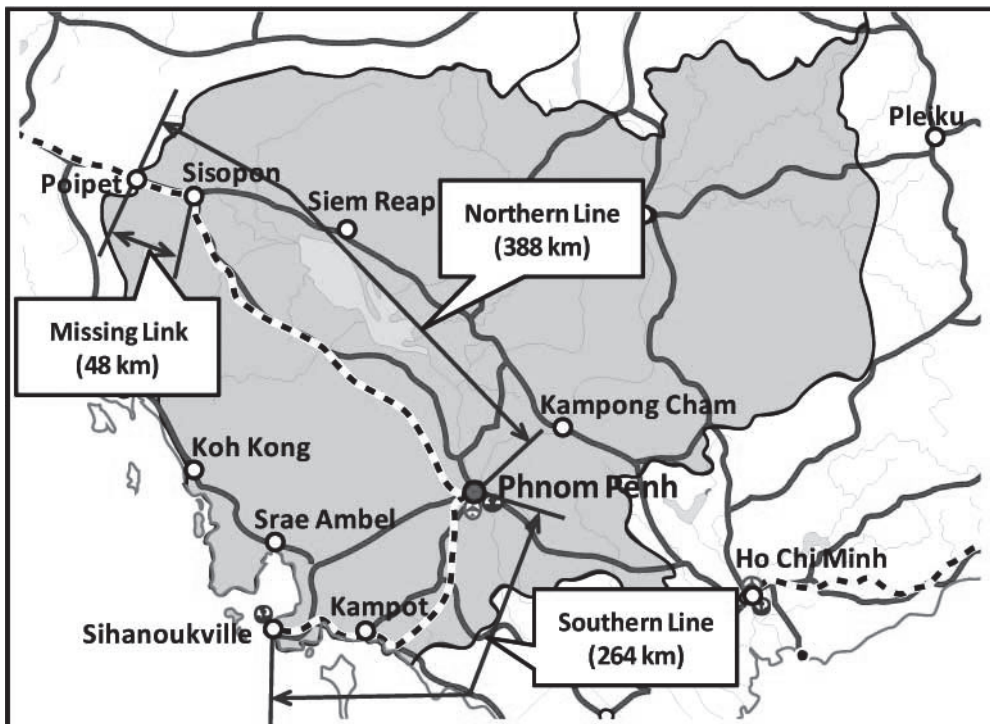 Pleiku
Poipet
Sisopon
Siem Reap
Northern Line
(388 km)
Missing Link
(48 km)
Kampong Cham
Koh Kong
Phnom Penh
Srae Ambel
Ho Chi Minh
Kampot
Sihanoukville
Southern Line
(264 km)